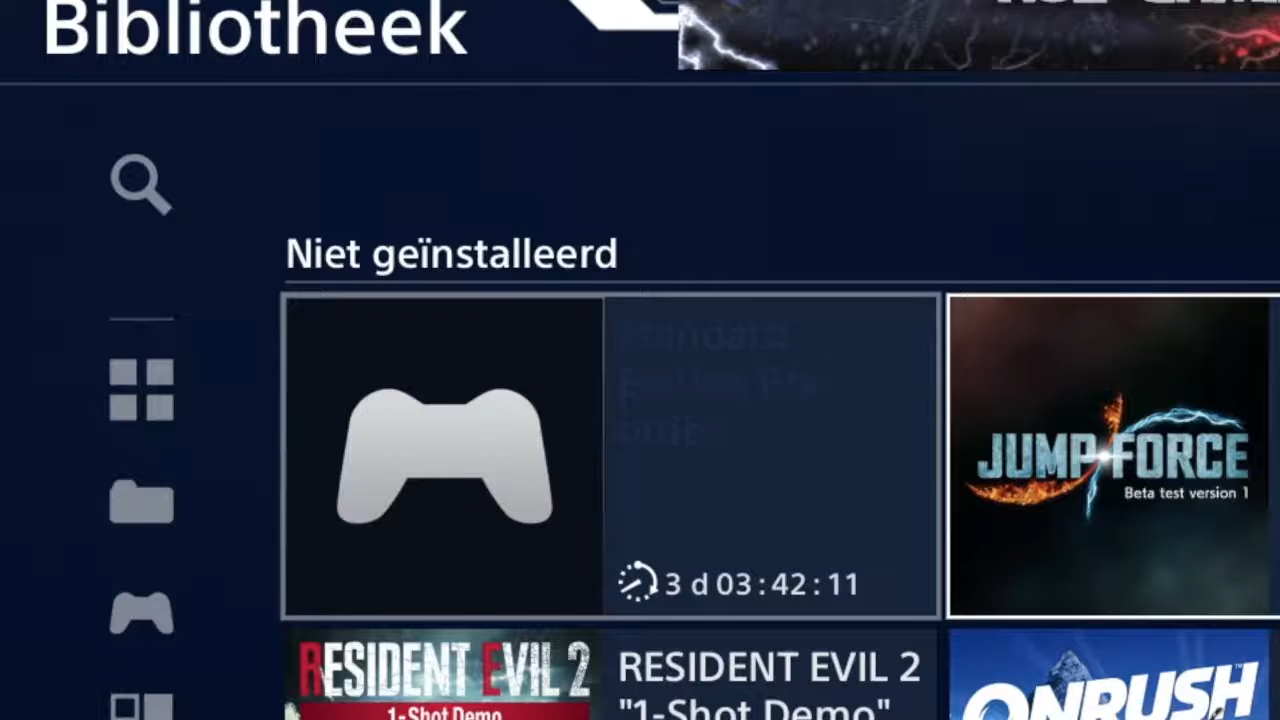 Bibliotheek
Niet geïnstalleerd
3 d 03:42:11
JUMP FORCE
Beta test version 1
RESIDENT EVIL 2
1-Shot Demo
RESIDENT EVIL 2
"1-Shot Demo"
ONRUSH™